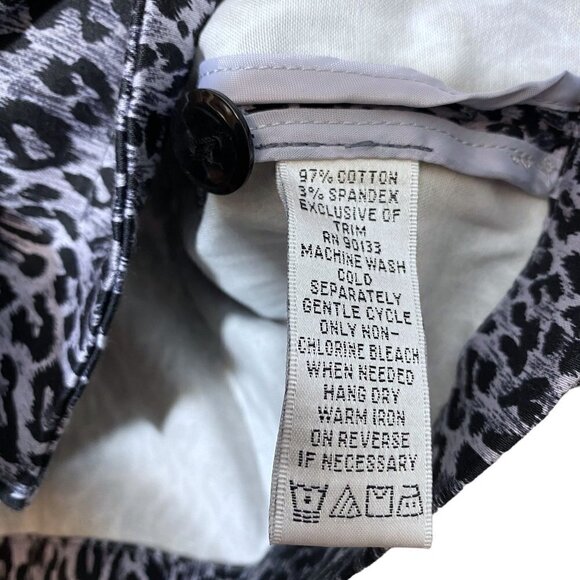 97% COTTON
3% SPANDEX
EXCLUSIVE OF
TRIM
RN 90133
MACHINE WASH
COLD
SEPARATELY
GENTLE CYCLE
ONLY NON-
CHLORINE BLEACH
WHEN NEEDED
HANG DRY
WARM IRON
ON REVERSE
IF NECESSARY